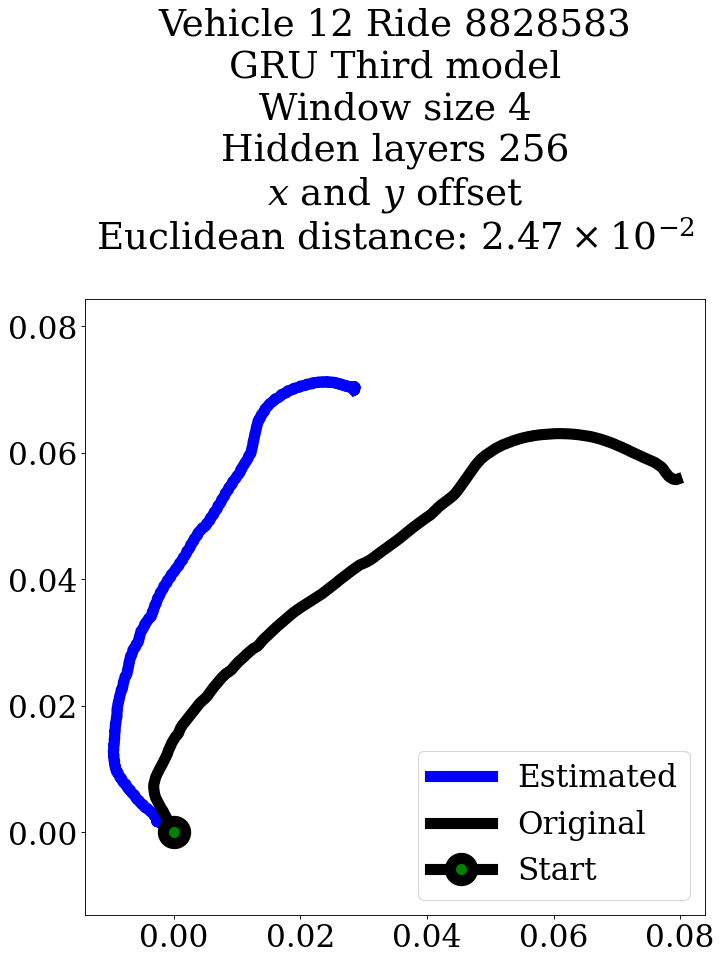 Vehicle 12 Ride 8828583
GRU Third model
Window size 4
Hidden layers 256
x and y offset
Euclidean distance: 2.47 × 10⁻²
0.08
0.06
0.04
0.02
0.00
Estimated
Original
Start
0.00 0.02 0.04 0.06 0.08